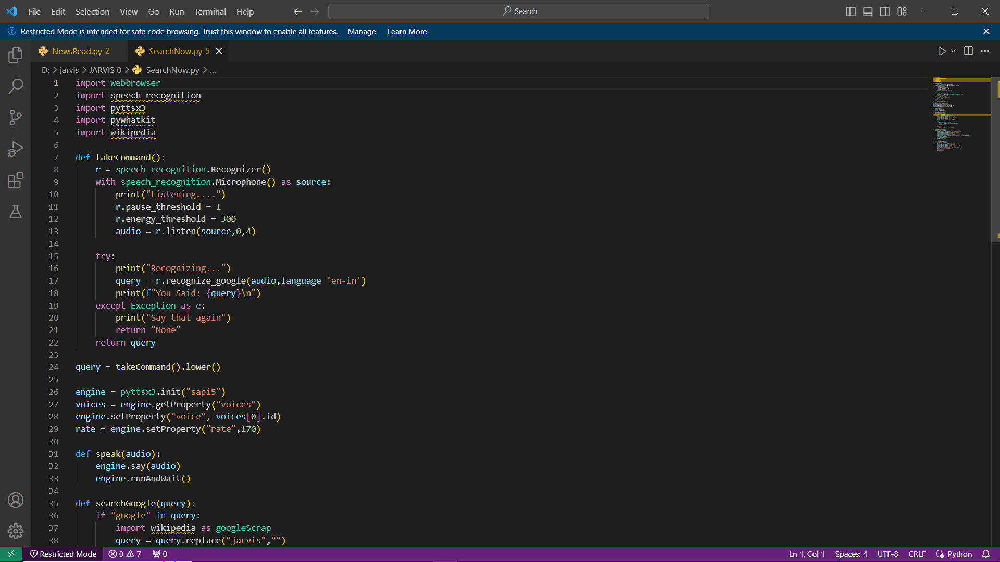 File Edit Selection View Go Run Terminal Help Search
Restricted Mode is intended for safe code browsing. Trust this window to enable all features. Manage Learn More
NewsRead.py 2 SearchNow.py 5
D: > jarvis > JARVIS 0 > SearchNow.py > ...
1 import webbrowser
2 import speech_recognition
3 import pyttsx3
4 import pywhatkit
5 import wikipedia
6
7 def takeCommand():
8 r = speech_recognition.Recognizer()
9 with speech_recognition.Microphone() as source:
10 print("Listening....")
11 r.pause_threshold = 1
12 r.energy_threshold = 300
13 audio = r.listen(source,0,4)
14
15 try:
16 print("Recognizing...")
17 query = r.recognize_google(audio,language='en-in')
18 print(f"You Said: {query}\n")
19 except Exception as e:
20 print("Say that again")
21 return "None"
22 return query
23
24 query = takeCommand().lower()
25
26 engine = pyttsx3.init("sapi5")
27 voices = engine.getProperty("voices")
28 engine.setProperty("voice", voices[0].id)
29 rate = engine.setProperty("rate",170)
30
31 def speak(audio):
32 engine.say(audio)
33 engine.runAndWait()
34
35 def searchGoogle(query):
36 if "google" in query:
37 import wikipedia as googleScrap
38 query = query.replace("jarvis","")
Restricted Mode 0 7 0 Ln 1, Col 1 Spaces: 4 UTF-8 CRLF Python